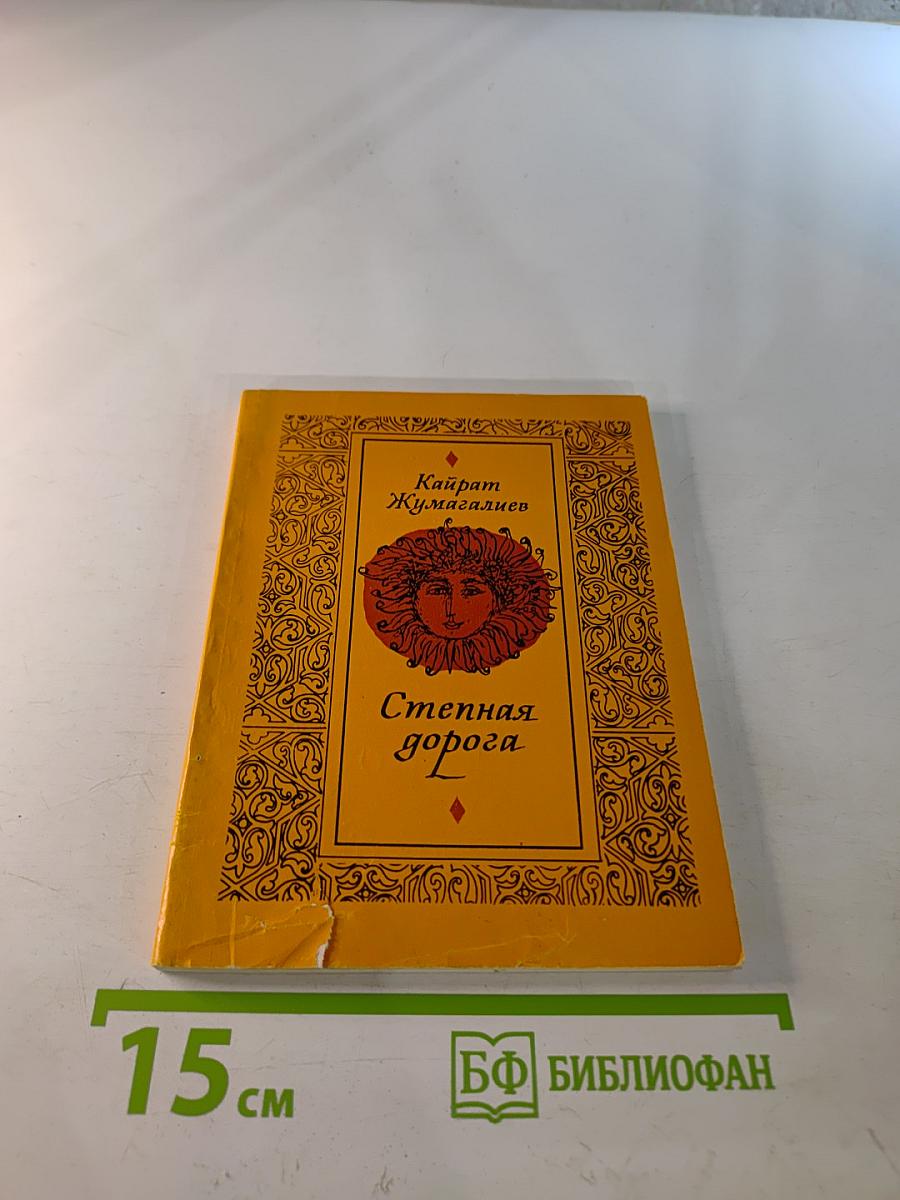 Кайрат
Жумагалиев
Степная
дорога
15 см
БФ БИБЛИОФАН